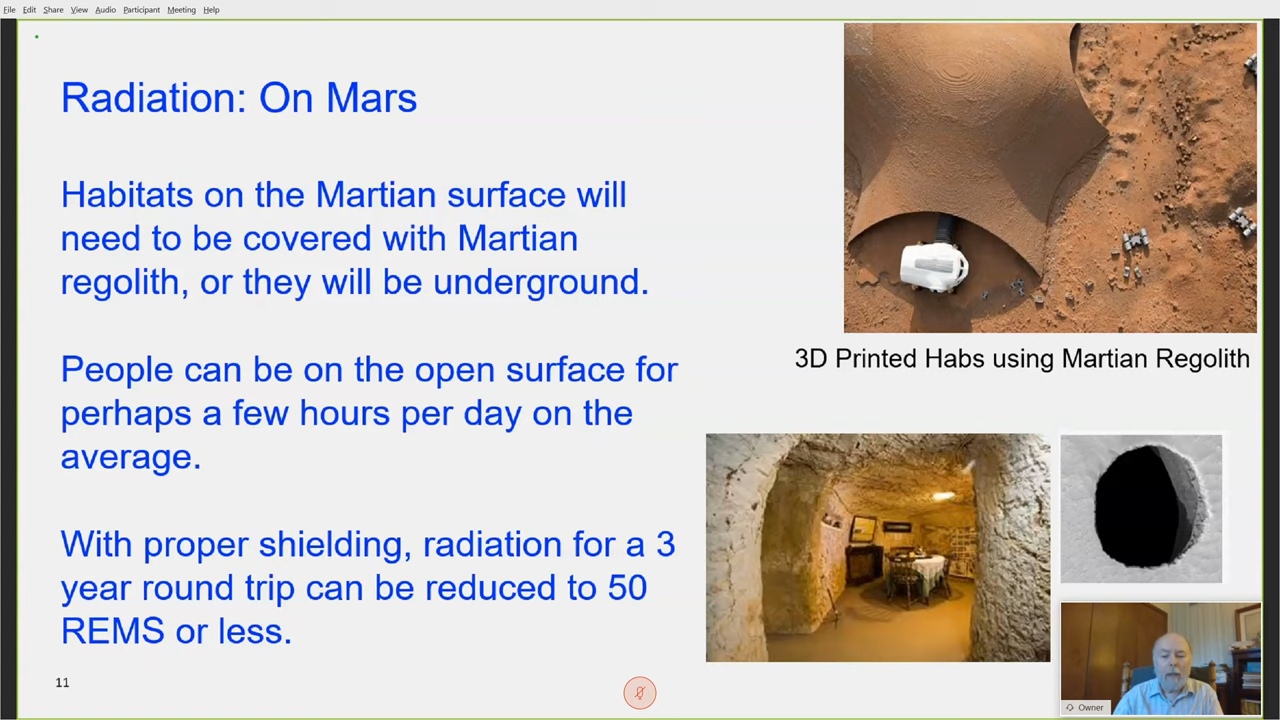 File Edit Share View Audio Participant Meeting Help
Radiation: On Mars
Habitats on the Martian surface will
need to be covered with Martian
regolith, or they will be underground.
People can be on the open surface for
perhaps a few hours per day on the
average.
With proper shielding, radiation for a 3
year round trip can be reduced to 50
REMS or less.
3D Printed Habs using Martian Regolith
11
Owner